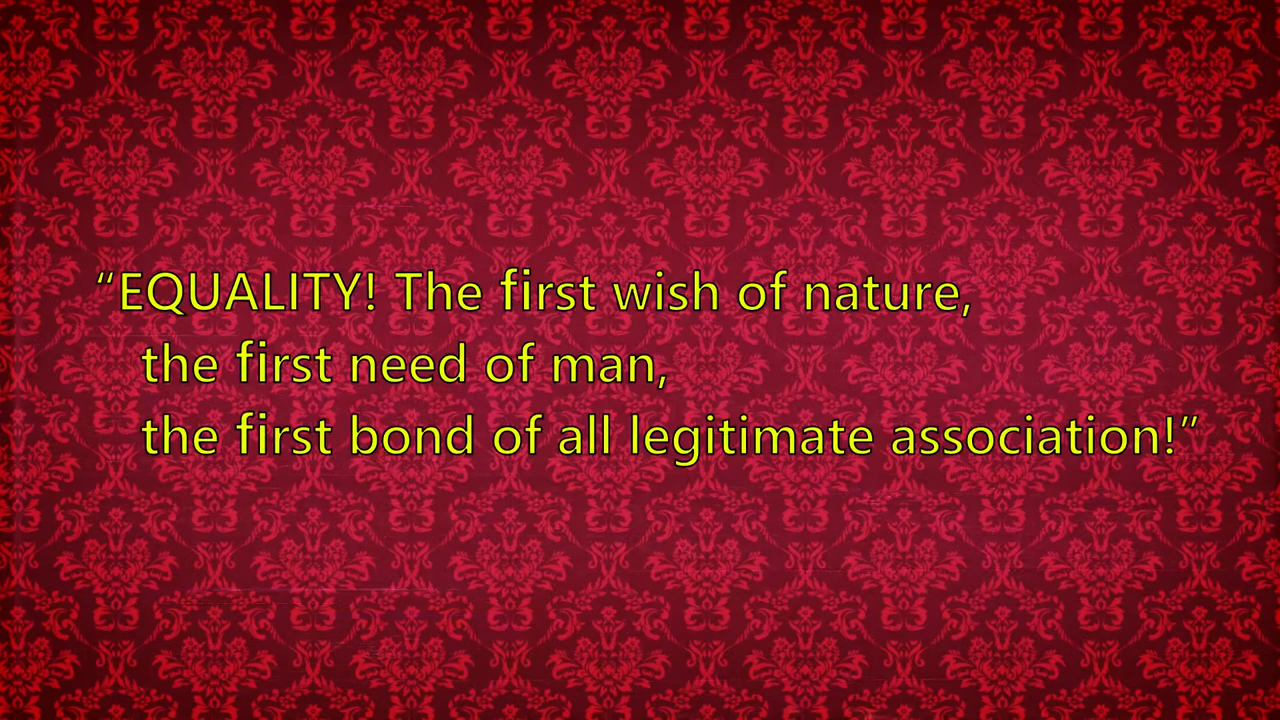 “EQUALITY! The first wish of nature,
the first need of man,
the first bond of all legitimate association!”